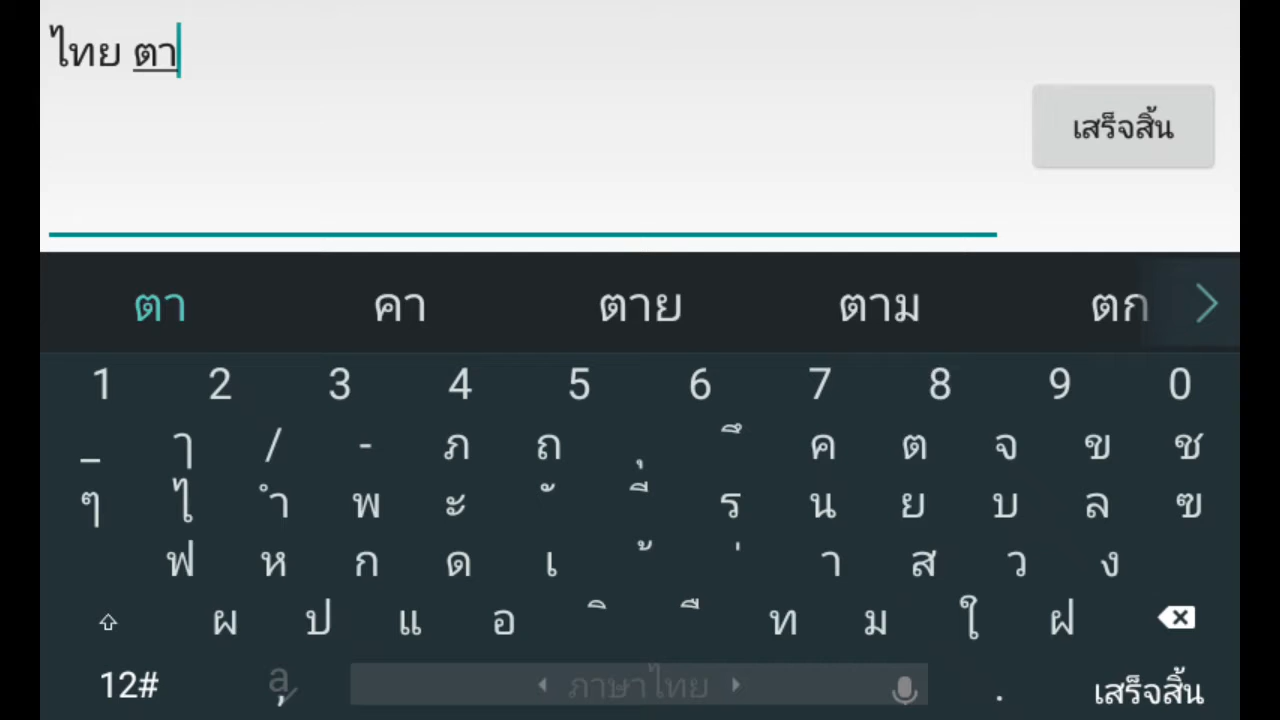 ไทย ตา
เสร็จสิ้น
ตา คา ตาย ตาม ตก
1 2 3 4 5 6 7 8 9 0
_ ๅ / - ภ ถ ุ ึ ค ต จ ข ช
ๆ ไ ำ พ ะ ั ี ร น ย บ ล ฃ
ฟ ห ก ด เ ้ ่ า ส ว ง
ผ ป แ อ ิ ื ท ม ใ ฝ
12# a , ภาษาไทย . เสร็จสิ้น